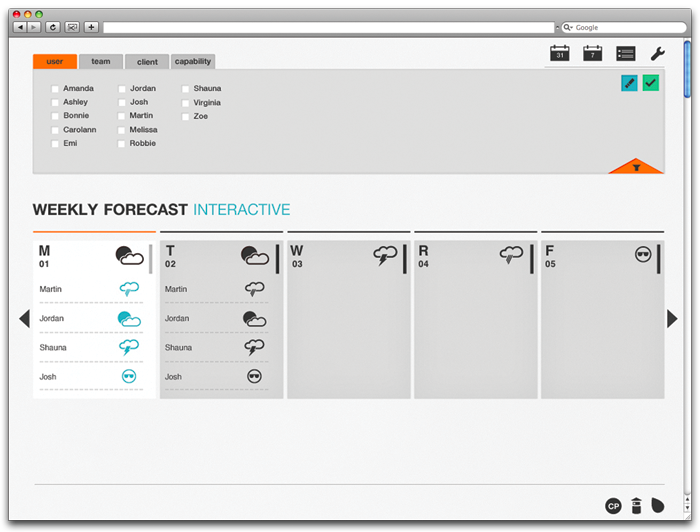 Google
31
7
user
team
client
capability
Amanda
Jordan
Shauna
Ashley
Josh
Virginia
Bonnie
Martin
Zoe
Carolann
Melissa
Emi
Robbie
T
WEEKLY FORECAST INTERACTIVE
M
01
T
02
W
03
R
04
F
05
Martin
Martin
Jordan
Jordan
Shauna
Shauna
Josh
Josh
CP